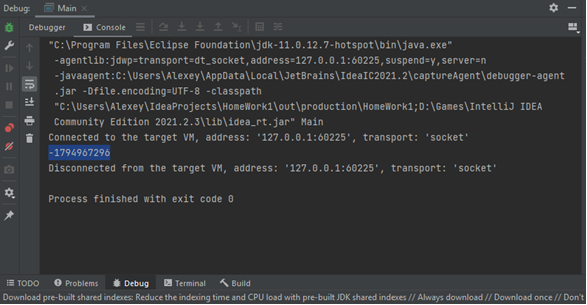 Debug: Main
Debugger Console
"C:\Program Files\Eclipse Foundation\jdk-11.0.12.7-hotspot\bin\java.exe"
-agentlib:jdwp=transport=dt_socket,address=127.0.0.1:60225,suspend=y,server=n
-javaagent:C:\Users\Alexey\AppData\Local\JetBrains\IdeaIC2021.2\captureAgent\debugger-agent
.jar -Dfile.encoding=UTF-8 -classpath
"C:\Users\Alexey\IdeaProjects\HomeWork1\out\production\HomeWork1;D:\Games\IntelliJ IDEA
Community Edition 2021.2.3\lib\idea_rt.jar" Main
Connected to the target VM, address: '127.0.0.1:60225', transport: 'socket'
-1794967296
Disconnected from the target VM, address: '127.0.0.1:60225', transport: 'socket'
Process finished with exit code 0
TODO Problems Debug Terminal Build
Download pre-built shared indexes: Reduce the indexing time and CPU load with pre-built JDK shared indexes // Always download // Download once // Don't